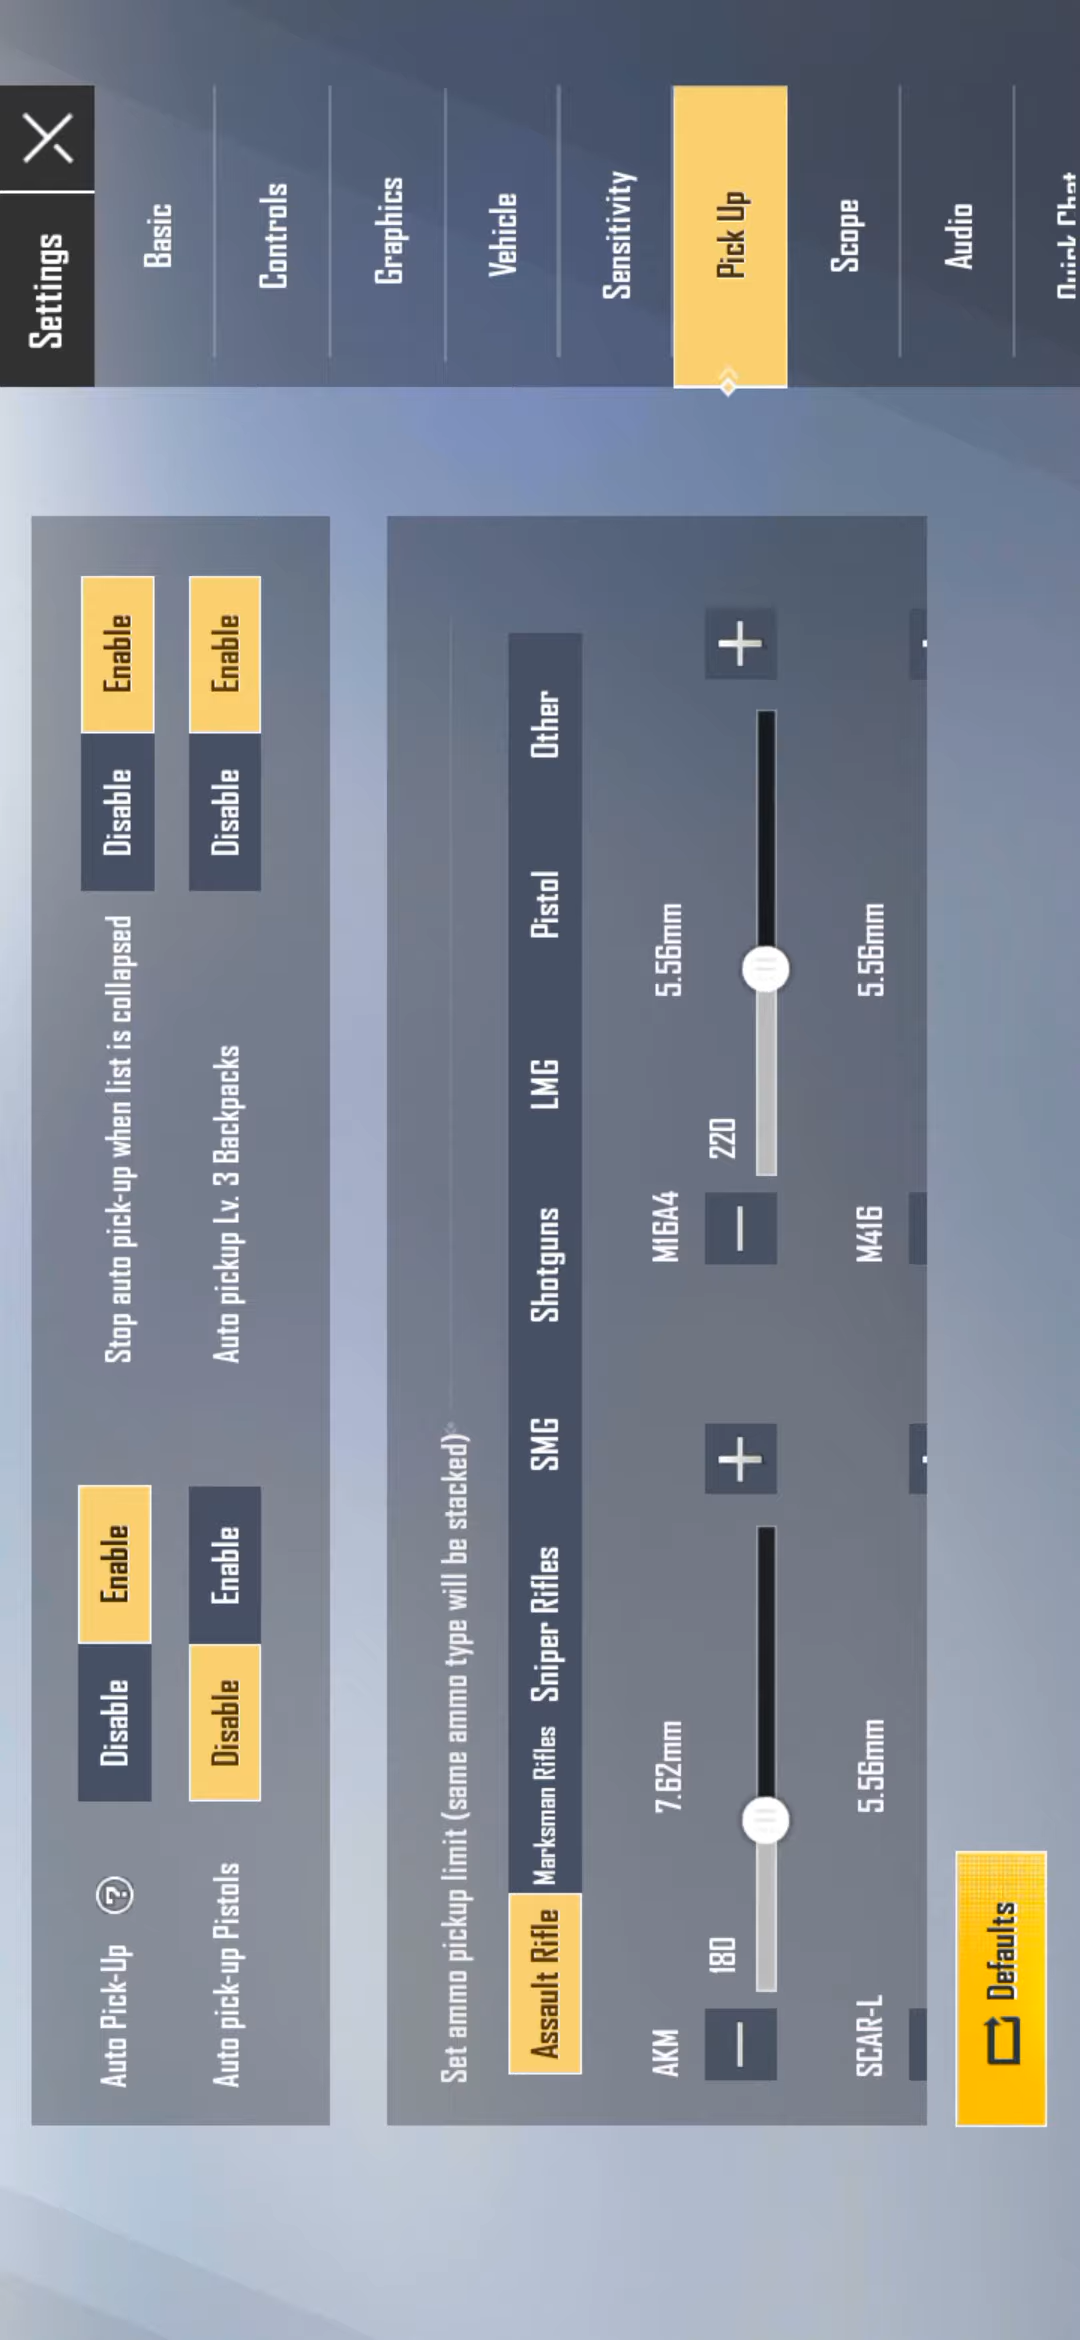 Settings
Auto Pick-Up ? Disable Enable
Stop auto pick-up when list is collapsed Disable Enable
Auto pick-up Pistols Disable Enable
Auto pickup Lv. 3 Backpacks Disable Enable
Set ammo pickup limit (same ammo type will be stacked)
Assault Rifle Marksman Rifles Sniper Rifles SMG Shotguns LMG Pistol Other
AKM 7.62mm
180
M16A4 5.56mm
220
SCAR-L 5.56mm
M416 5.56mm
Defaults
Basic
Controls
Graphics
Vehicle
Sensitivity
Pick Up
Scope
Audio
Quick Chat